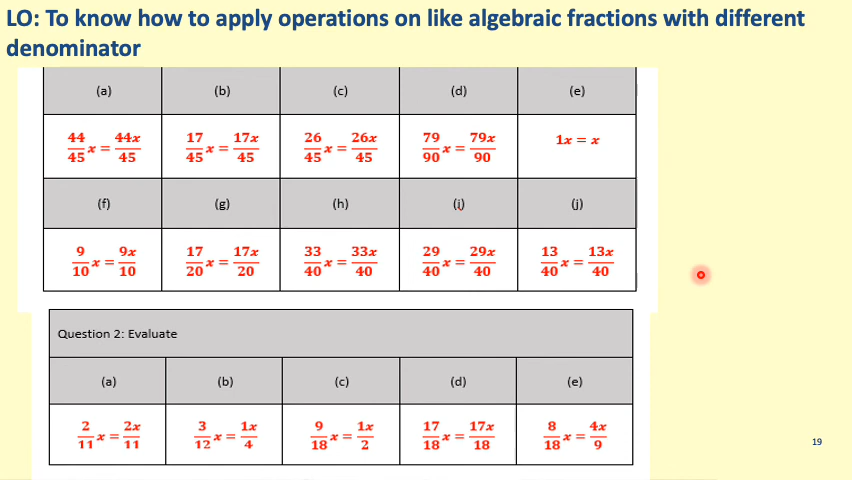 LO: To know how to apply operations on like algebraic fractions with different
denominator
(a) (b) (c) (d) (e)
44/45 x = 44x/45 17/45 x = 17x/45 26/45 x = 26x/45 79/90 x = 79x/90 1x = x
(f) (g) (h) (i) (j)
9/10 x = 9x/10 17/20 x = 17x/20 33/40 x = 33x/40 29/40 x = 29x/40 13/40 x = 13x/40
Question 2: Evaluate
(a) (b) (c) (d) (e)
2/11 x = 2x/11 3/12 x = 1x/4 9/18 x = 1x/2 17/18 x = 17x/18 8/18 x = 4x/9
19